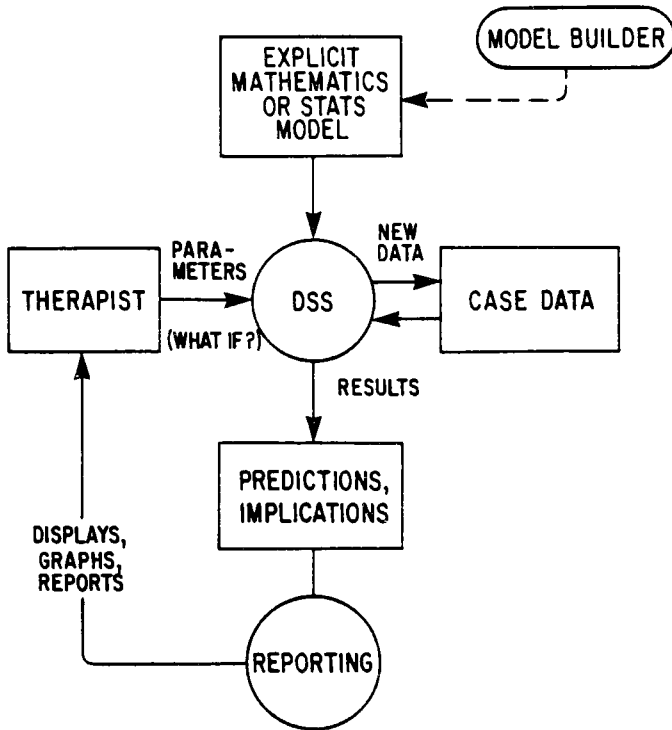 MODEL BUILDER
EXPLICIT
MATHEMATICS
OR STATS
MODEL
PARA-
METERS
(WHAT IF?)
NEW
DATA
THERAPIST
DSS
CASE DATA
RESULTS
PREDICTIONS,
IMPLICATIONS
DISPLAYS,
GRAPHS,
REPORTS
REPORTING